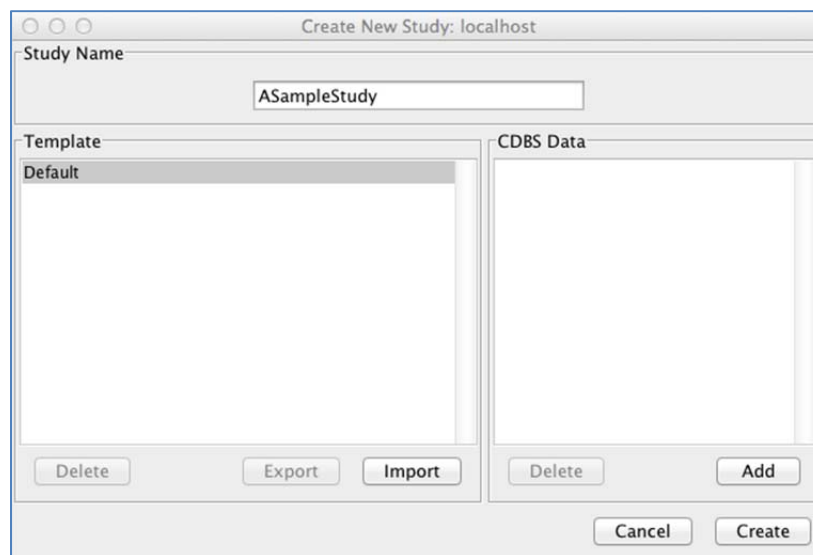 Create New Study: localhost
Study Name
ASampleStudy
Template
Default
Delete
Export
Import
CDBS Data
Delete
Add
Cancel
Create